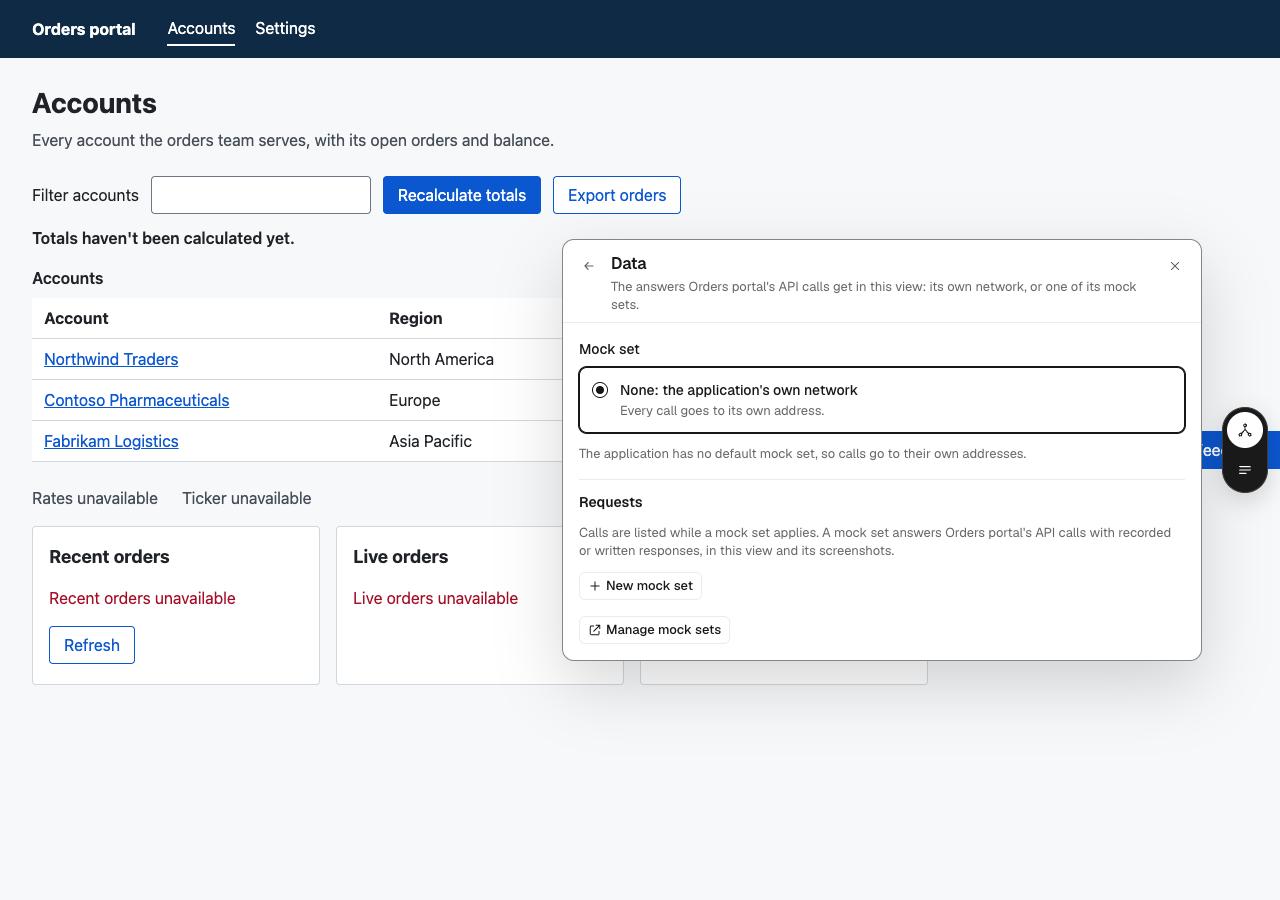 Orders portal
Accounts
Settings
Accounts
Every account the orders team serves, with its open orders and balance.
Filter accounts
Recalculate totals
Export orders
Totals haven't been calculated yet.
Accounts
Account
Region
Northwind Traders
North America
Contoso Pharmaceuticals
Europe
Fabrikam Logistics
Asia Pacific
Rates unavailable
Ticker unavailable
Recent orders
Recent orders unavailable
Refresh
Live orders
Live orders unavailable
Data
The answers Orders portal's API calls get in this view: its own network, or one of its mock
sets.
Mock set
None: the application's own network
Every call goes to its own address.
The application has no default mock set, so calls go to their own addresses.
Requests
Calls are listed while a mock set applies. A mock set answers Orders portal's API calls with recorded
or written responses, in this view and its screenshots.
New mock set
Manage mock sets